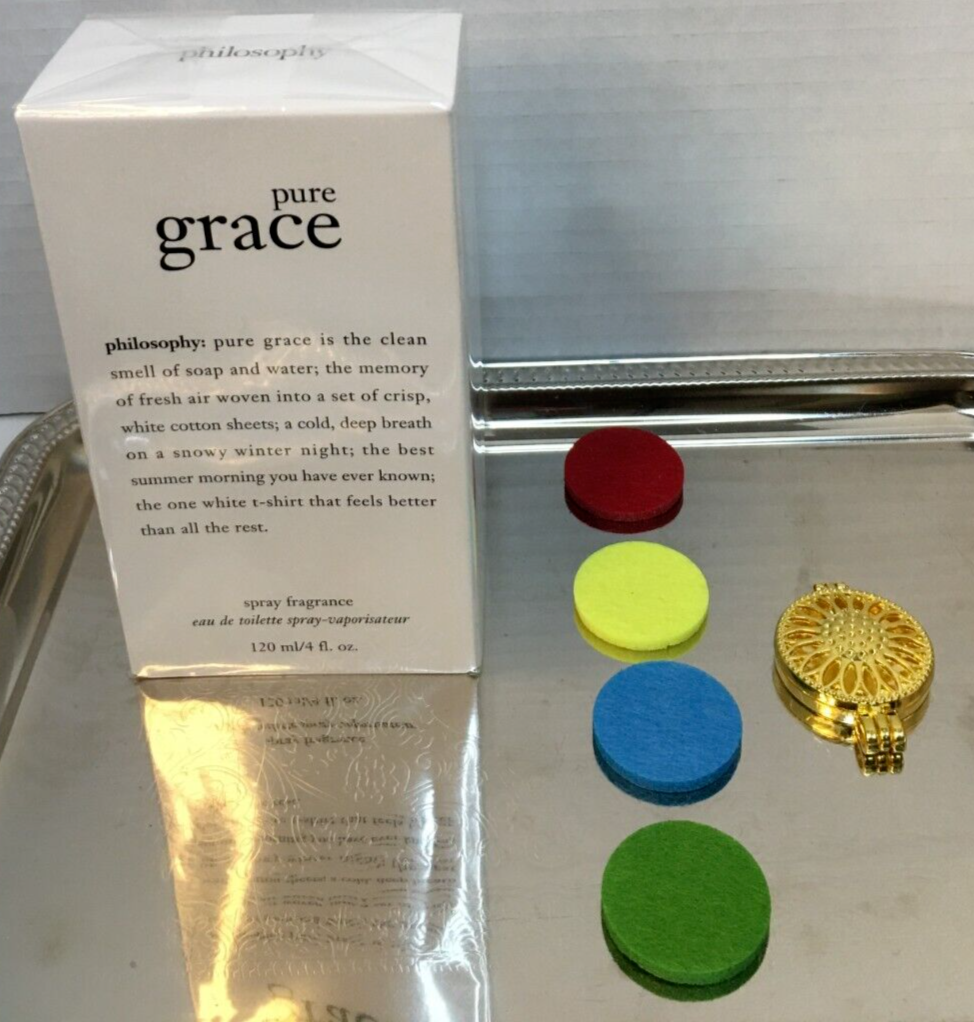 philosophy
pure
grace
philosophy: pure grace is the clean
smell of soap and water; the memory
of fresh air woven into a set of crisp,
white cotton sheets; a cold, deep breath
on a snowy winter night; the best
summer morning you have ever known;
the one white t-shirt that feels better
than all the rest.
spray fragrance
eau de toilette spray-vaporisateur
120 ml/4 fl. oz.